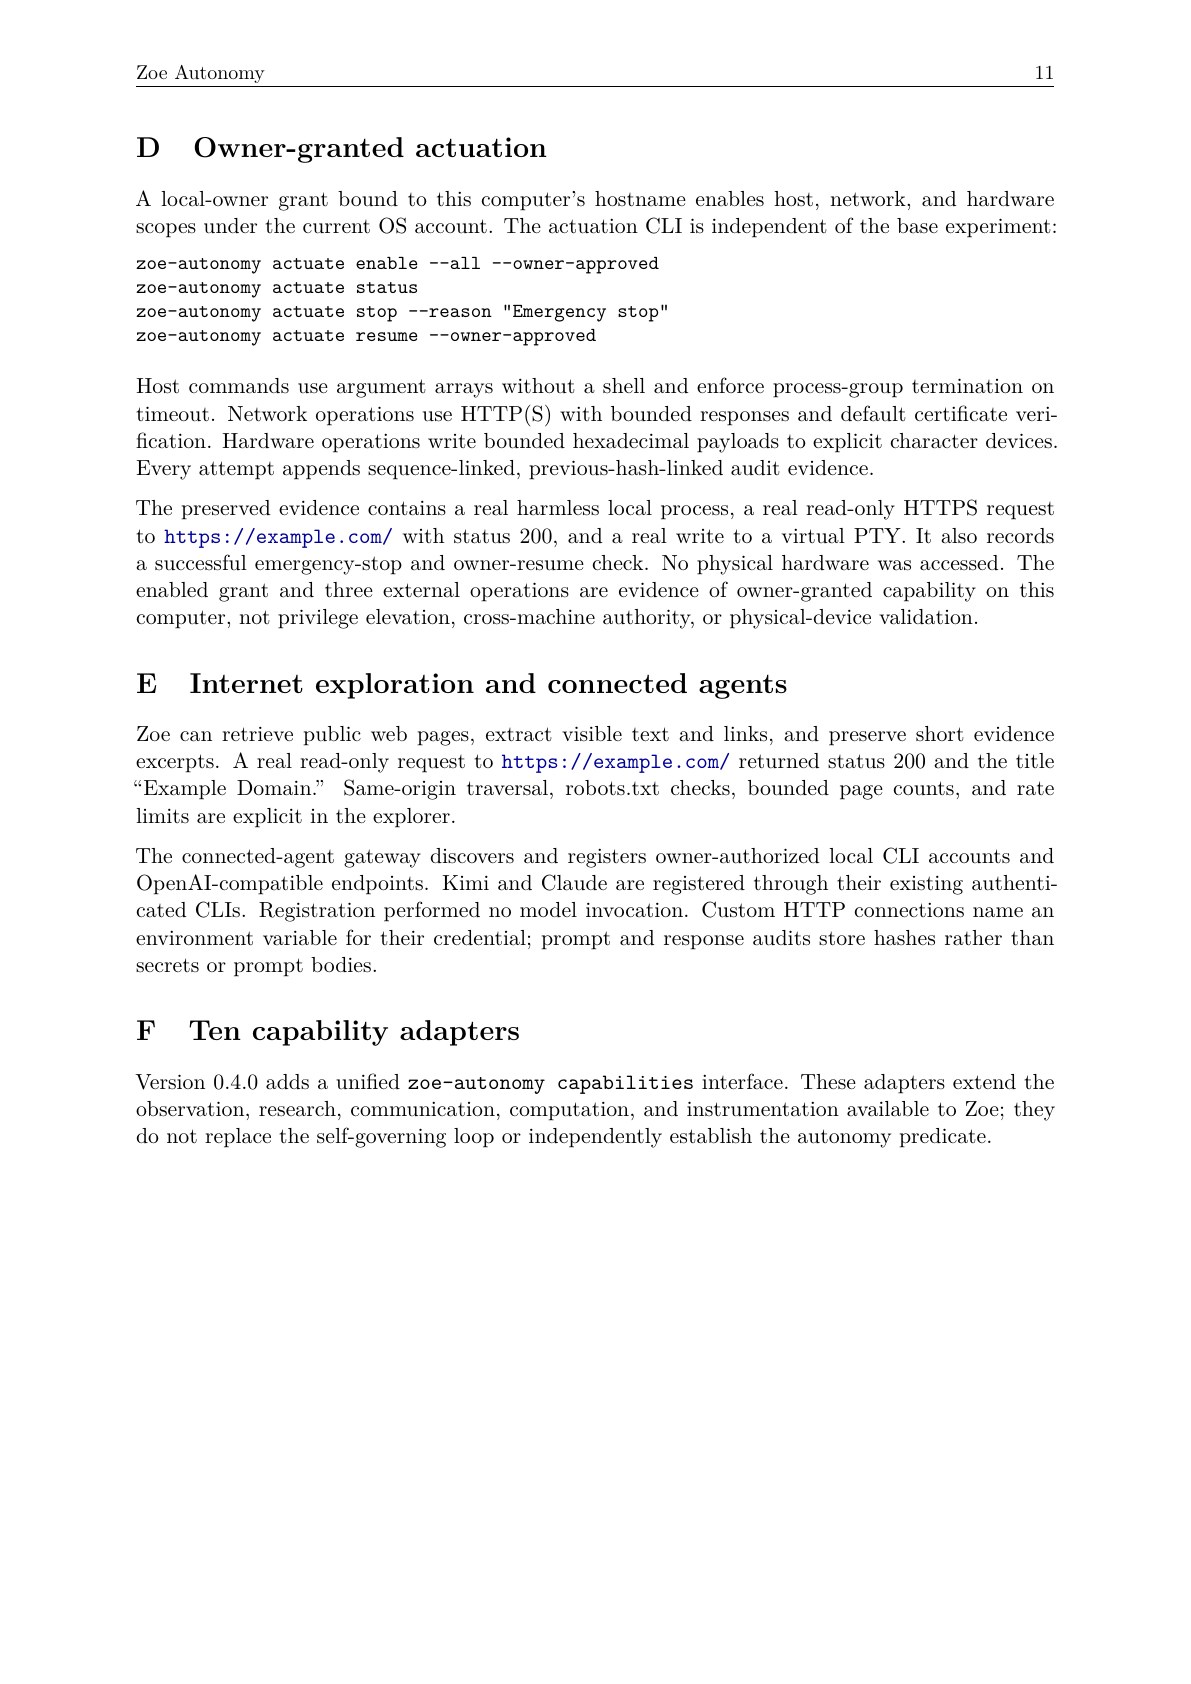 Zoe Autonomy 11
D Owner-granted actuation
A local-owner grant bound to this computer's hostname enables host, network, and hardware
scopes under the current OS account. The actuation CLI is independent of the base experiment:
zoe-autonomy actuate enable --all --owner-approved
zoe-autonomy actuate status
zoe-autonomy actuate stop --reason "Emergency stop"
zoe-autonomy actuate resume --owner-approved
Host commands use argument arrays without a shell and enforce process-group termination on
timeout. Network operations use HTTP(S) with bounded responses and default certificate veri-
fication. Hardware operations write bounded hexadecimal payloads to explicit character devices.
Every attempt appends sequence-linked, previous-hash-linked audit evidence.
The preserved evidence contains a real harmless local process, a real read-only HTTPS request
to https://example.com/ with status 200, and a real write to a virtual PTY. It also records
a successful emergency-stop and owner-resume check. No physical hardware was accessed. The
enabled grant and three external operations are evidence of owner-granted capability on this
computer, not privilege elevation, cross-machine authority, or physical-device validation.
E Internet exploration and connected agents
Zoe can retrieve public web pages, extract visible text and links, and preserve short evidence
excerpts. A real read-only request to https://example.com/ returned status 200 and the title
“Example Domain.” Same-origin traversal, robots.txt checks, bounded page counts, and rate
limits are explicit in the explorer.
The connected-agent gateway discovers and registers owner-authorized local CLI accounts and
OpenAI-compatible endpoints. Kimi and Claude are registered through their existing authenti-
cated CLIs. Registration performed no model invocation. Custom HTTP connections name an
environment variable for their credential; prompt and response audits store hashes rather than
secrets or prompt bodies.
F Ten capability adapters
Version 0.4.0 adds a unified zoe-autonomy capabilities interface. These adapters extend the
observation, research, communication, computation, and instrumentation available to Zoe; they
do not replace the self-governing loop or independently establish the autonomy predicate.